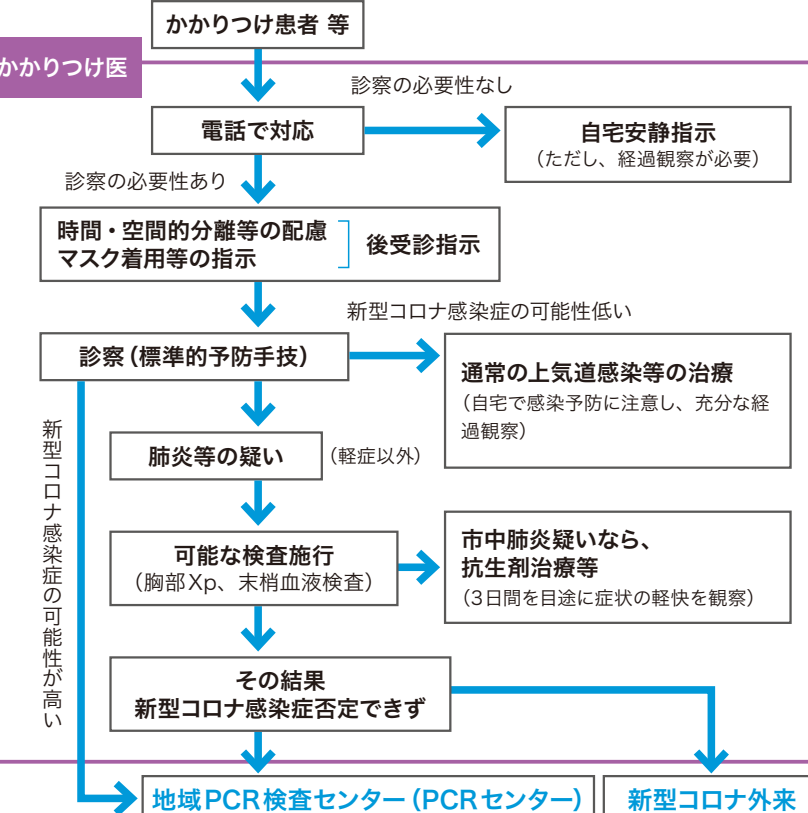 かかりつけ患者 等
かかりつけ医
診察の必要性なし
電話で対応
自宅安静指示
（ただし、経過観察が必要）
診察の必要性あり
時間・空間的分離等の配慮
マスク着用等の指示
後受診指示
新型コロナ感染症の可能性低い
診察（標準的予防手技）
通常の上気道感染等の治療
（自宅で感染予防に注意し、充分な経
過観察）
新型コロナ感染症の可能性が高い
肺炎等の疑い
（軽症以外）
可能な検査施行
（胸部Xp、末梢血液検査）
市中肺炎疑いなら、
抗生剤治療等
（3日間を目途に症状の軽快を観察）
その結果
新型コロナ感染症否定できず
地域PCR検査センター（PCRセンター）
新型コロナ外来